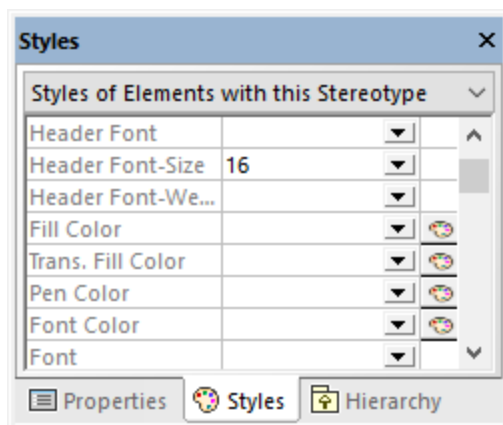 Styles
Styles of Elements with this Stereotype
Header Font
Header Font-Size 16
Header Font-We...
Fill Color
Trans. Fill Color
Pen Color
Font Color
Font
Properties Styles Hierarchy